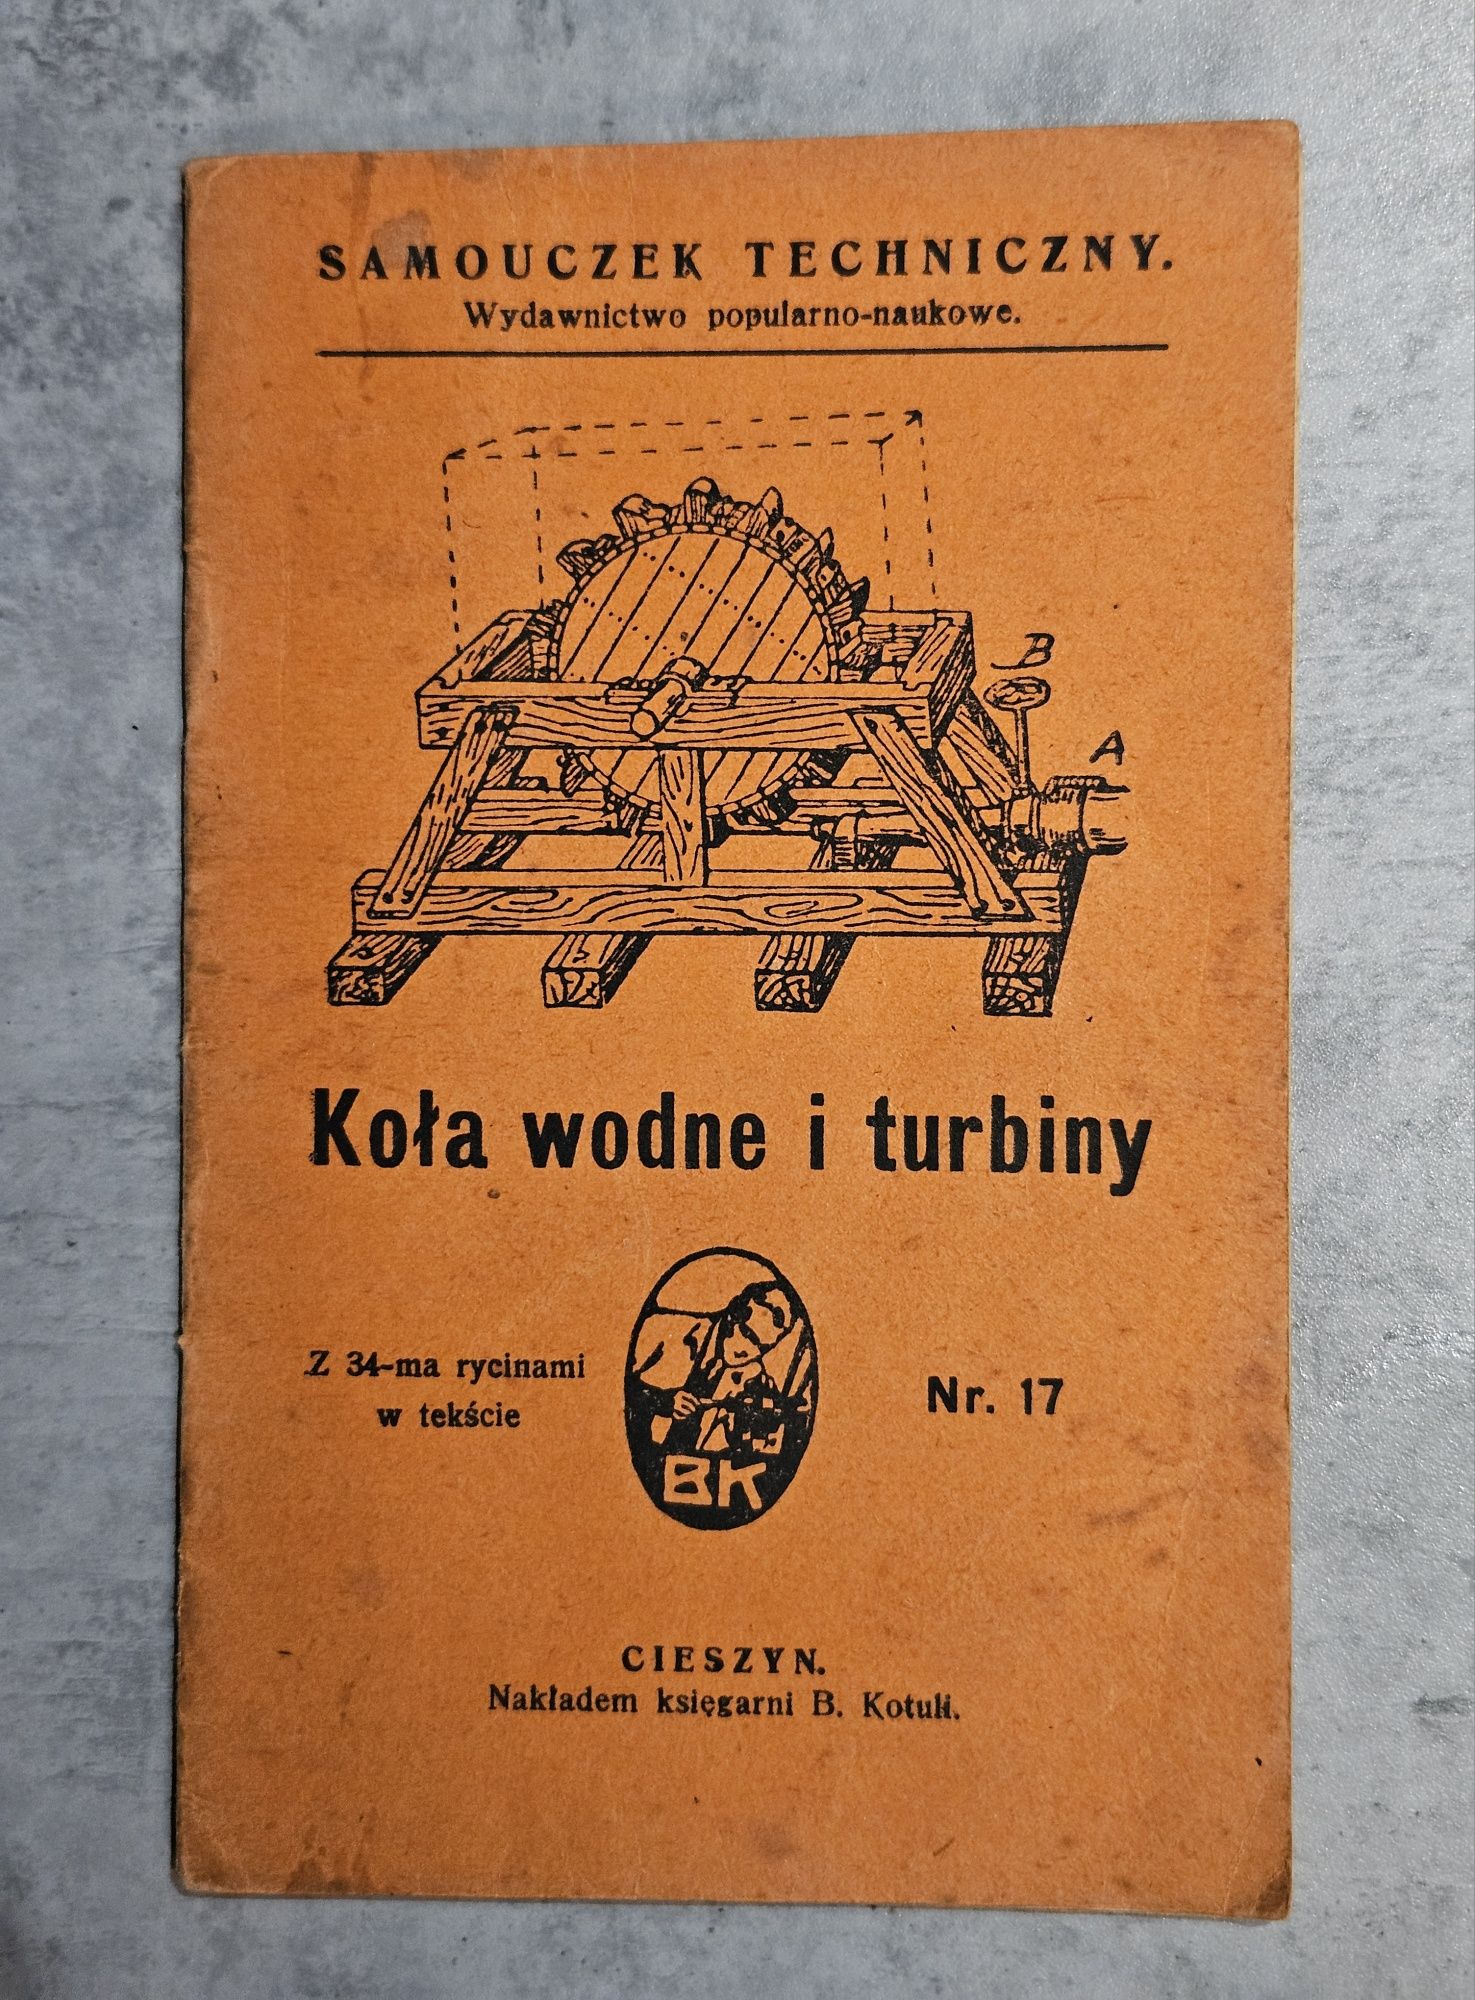 SAMOUCZEK TECHNICZNY.
Wydawnictwo popularno-naukowe.
B
A
Koła wodne i turbiny
Z 34-ma rycinami
w tekście
Nr. 17
BK
CIESZYN.
Nakładem księgarni B. Kotuli.